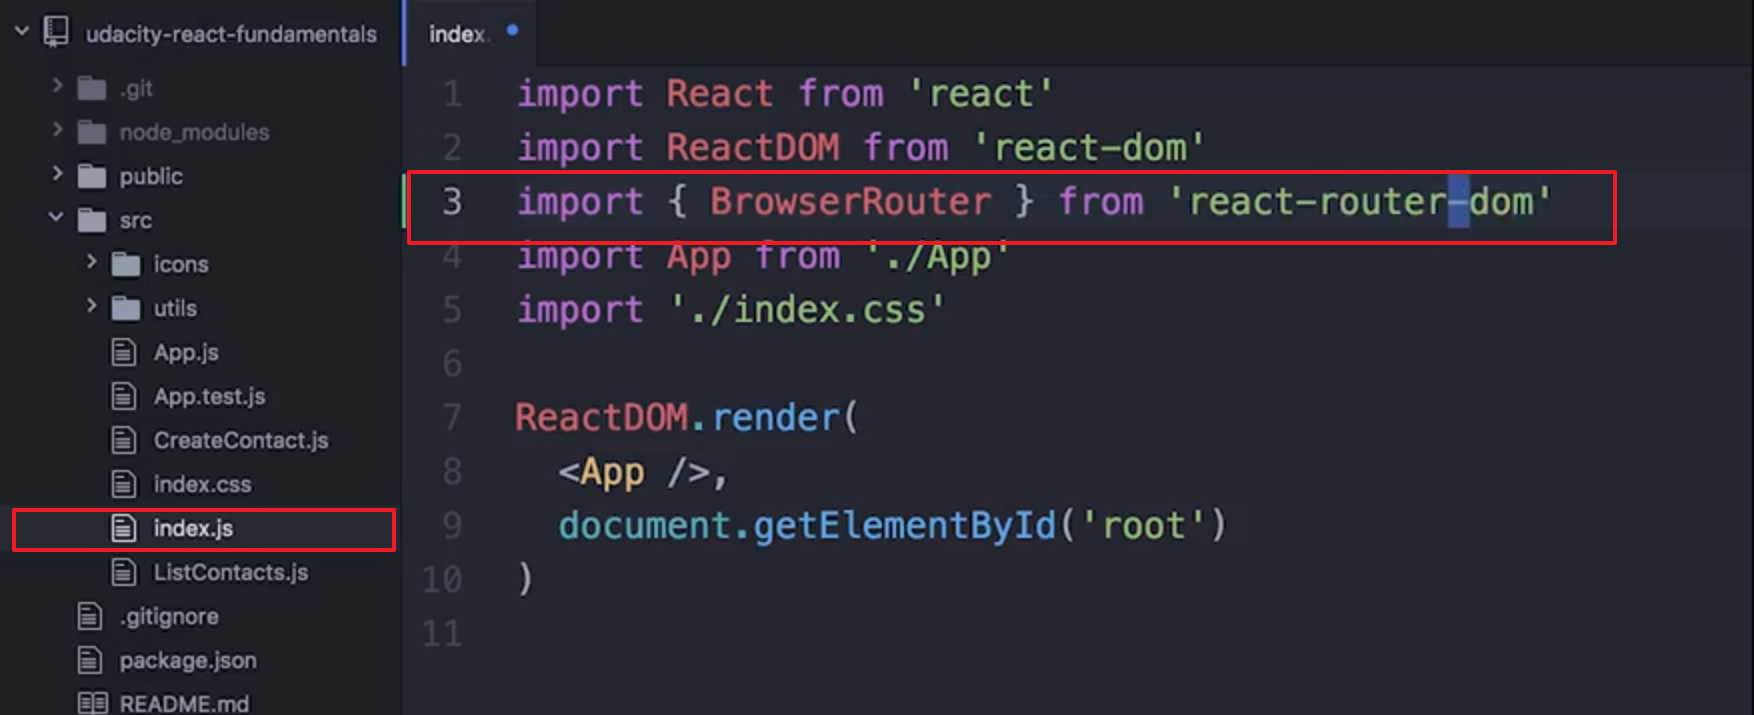 udacity-react-fundamentals
.git
node_modules
public
src
icons
utils
App.js
App.test.js
CreateContact.js
index.css
index.js
ListContacts.js
.gitignore
package.json
README.md
index.
1 import React from 'react'
2 import ReactDOM from 'react-dom'
3 import { BrowserRouter } from 'react-router-dom'
4 import App from './App'
5 import './index.css'
6
7 ReactDOM.render(
8 <App />,
9 document.getElementById('root')
10 )
11